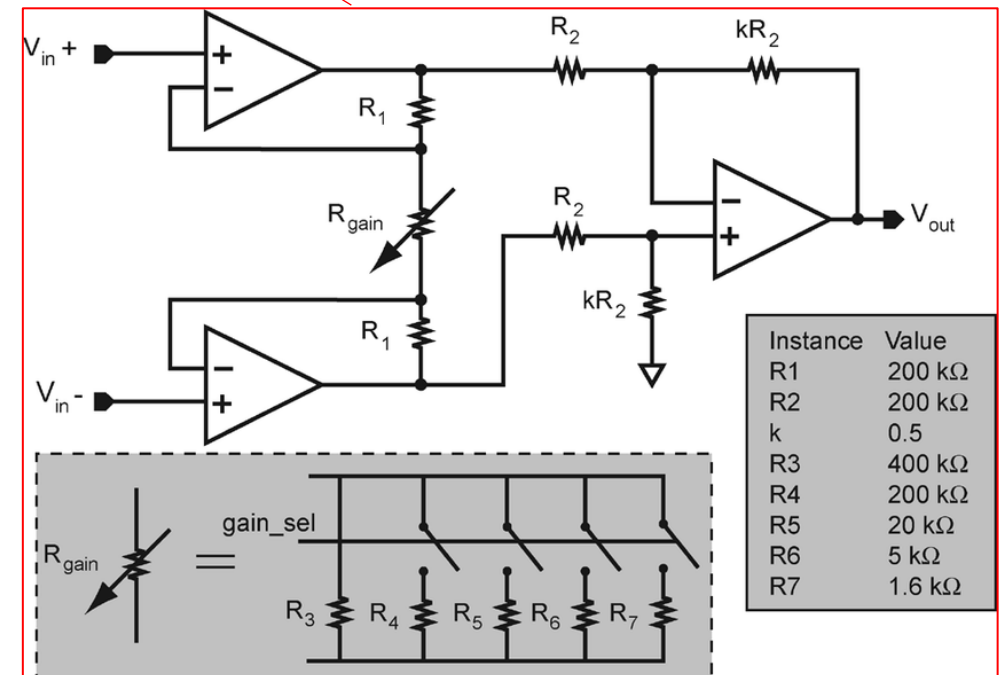 V_in +
R_2
kR_2
R_1
R_gain
R_2
V_out
kR_2
R_1
V_in -
Instance Value
R1 200 kΩ
R2 200 kΩ
k 0.5
R3 400 kΩ
R4 200 kΩ
R5 20 kΩ
R6 5 kΩ
R7 1.6 kΩ
gain_sel
R_gain
=
R_3 R_4 R_5 R_6 R_7